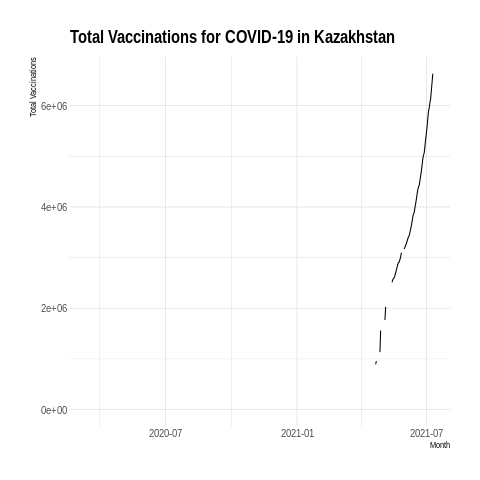 Total Vaccinations for COVID-19 in Kazakhstan
Total Vaccinations
6e+06
4e+06
2e+06
0e+00
2020-07
2021-01
2021-07
Month